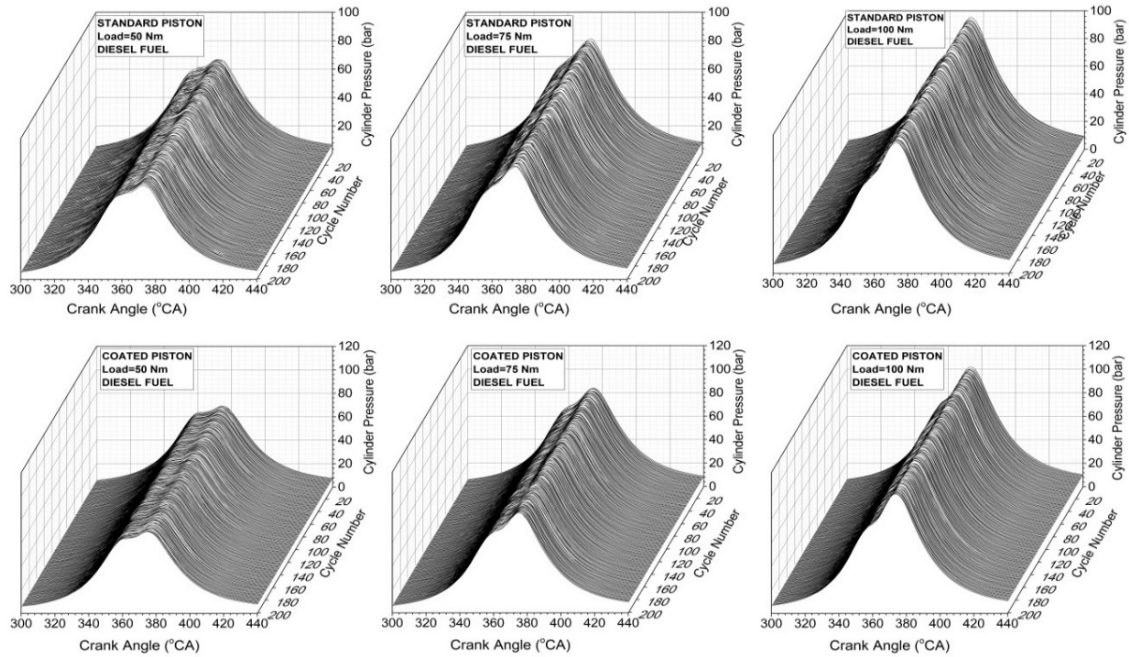 STANDARD PISTON
Load=50 Nm
DIESEL FUEL
100
80
60
40
20
Cylinder Pressure (bar)
20
40
60
80
100
120
140
160
180
200
Cycle Number
300 320 340 360 380 400 420 440
Crank Angle (°CA)
STANDARD PISTON
Load=75 Nm
DIESEL FUEL
100
80
60
40
20
Cylinder Pressure (bar)
20
40
60
80
100
120
140
160
180
200
Cycle Number
300 320 340 360 380 400 420 440
Crank Angle (°CA)
STANDARD PISTON
Load=100 Nm
DIESEL FUEL
100
80
60
40
20
0
Cylinder Pressure (bar)
20
40
60
80
100
120
140
160
180
200
Cycle Number
300 320 340 360 380 400 420 440
Crank Angle (°CA)
COATED PISTON
Load=50 Nm
DIESEL FUEL
120
100
80
60
40
20
0
Cylinder Pressure (bar)
20
40
60
80
100
120
140
160
180
200
Cycle Number
300 320 340 360 380 400 420 440
Crank Angle (°CA)
COATED PISTON
Load=75 Nm
DIESEL FUEL
120
100
80
60
40
20
0
Cylinder Pressure (bar)
20
40
60
80
100
120
140
160
180
200
Cycle Number
300 320 340 360 380 400 420 440
Crank Angle (°CA)
COATED PISTON
Load=100 Nm
DIESEL FUEL
120
100
80
60
40
20
0
Cylinder Pressure (bar)
20
40
60
80
100
120
140
160
180
200
Cycle Number
300 320 340 360 380 400 420 440
Crank Angle (°CA)